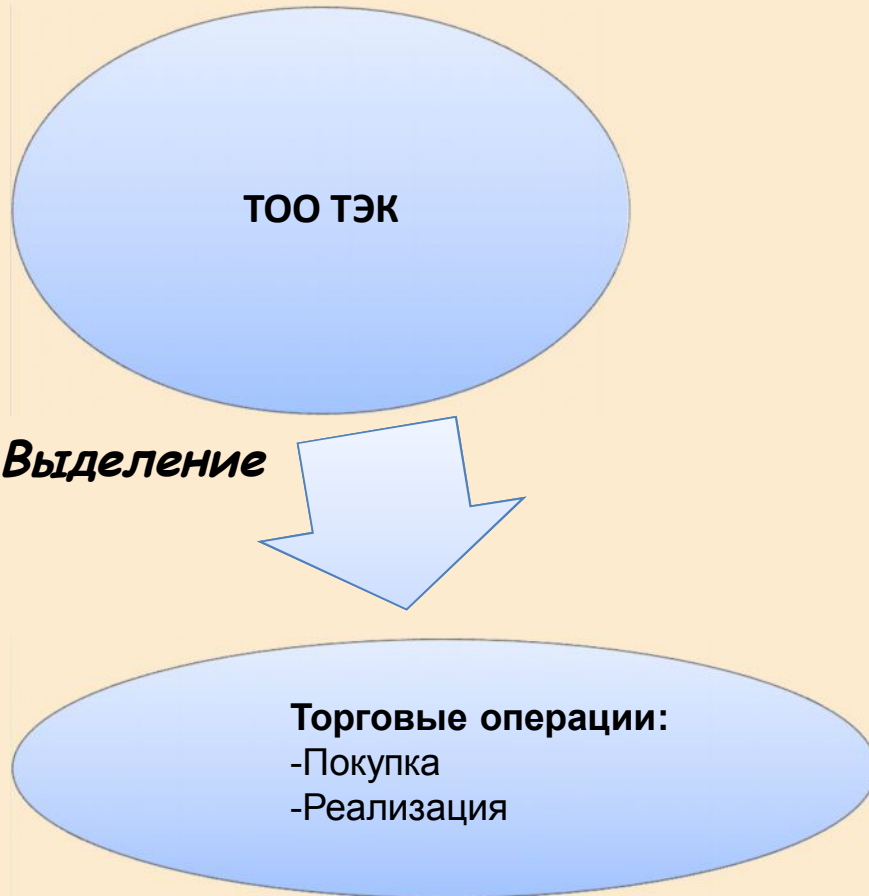 ТОО ТЭК
Выделение
Торговые операции:
-Покупка
-Реализация